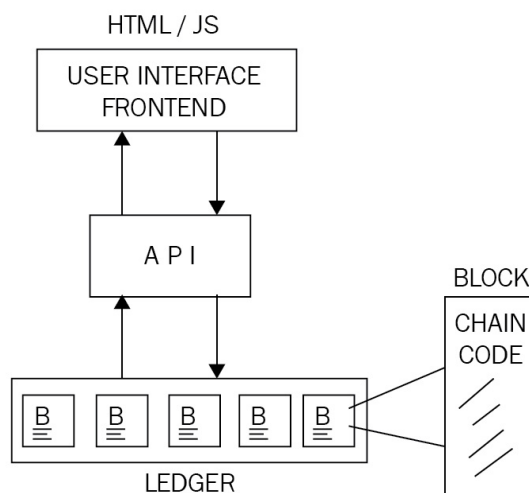 HTML / JS
USER INTERFACE
FRONTEND
A P I
BLOCK
CHAIN
CODE
B
B
B
B
B
LEDGER